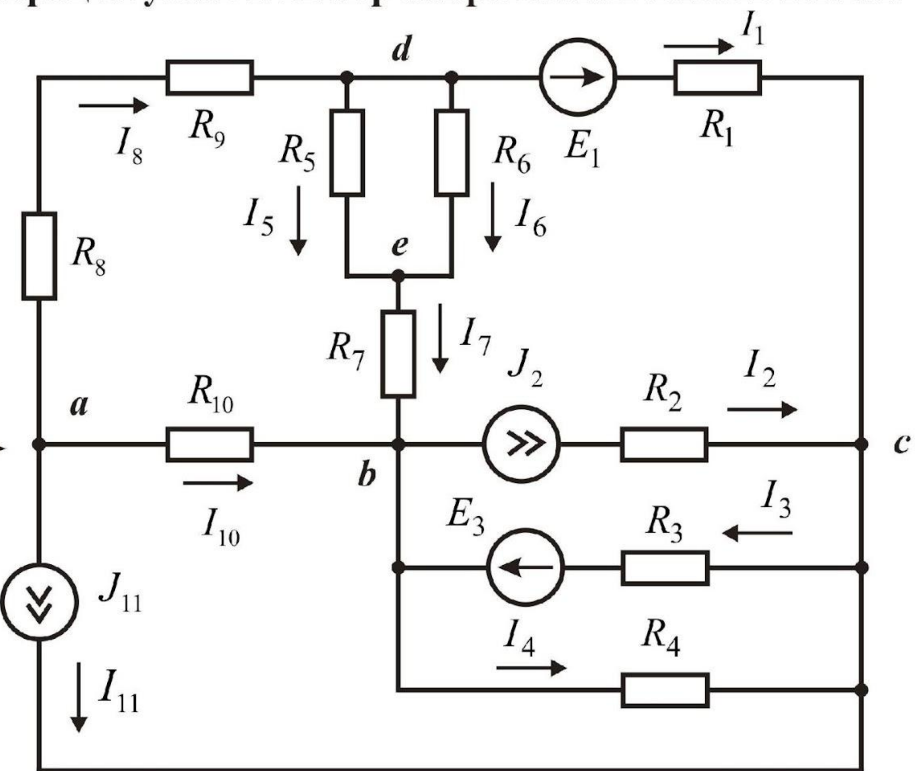 d
I₁
I₈
R₉
R₅
R₆
E₁
R₁
I₅
I₆
e
R₈
R₇
I₇
J₂
R₂
I₂
a
R₁₀
b
c
I₁₀
E₃
R₃
I₃
J₁₁
I₄
R₄
I₁₁